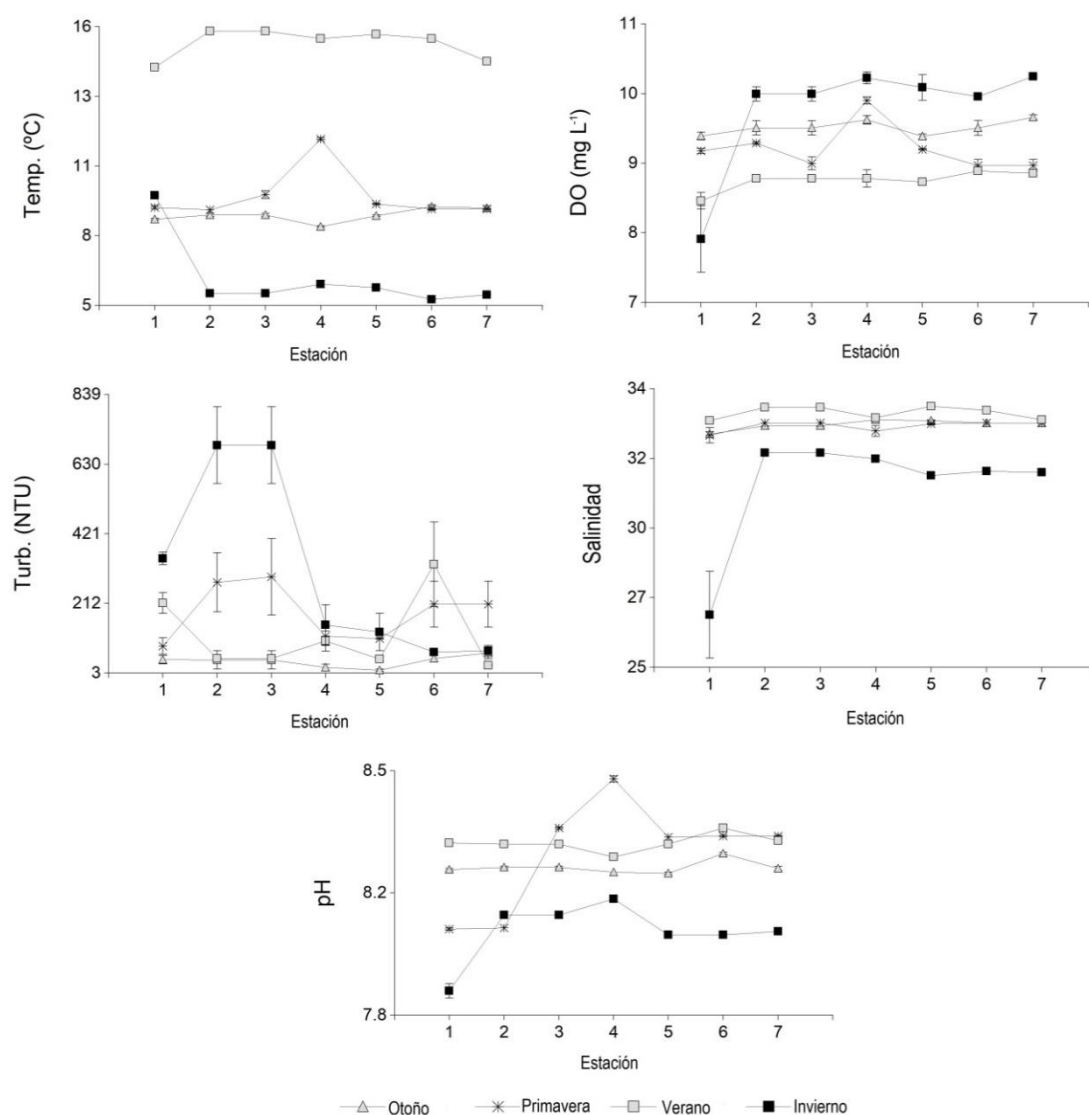 Temp. (ºC)
16
13
11
8
5
1 2 3 4 5 6 7
Estación
DO (mg L⁻¹)
11
10
9
8
7
1 2 3 4 5 6 7
Estación
Turb. (NTU)
839
630
421
212
3
1 2 3 4 5 6 7
Estación
Salinidad
34
32
30
27
25
1 2 3 4 5 6 7
Estación
pH
8.5
8.2
7.8
1 2 3 4 5 6 7
Estación
Otoño Primavera Verano Invierno